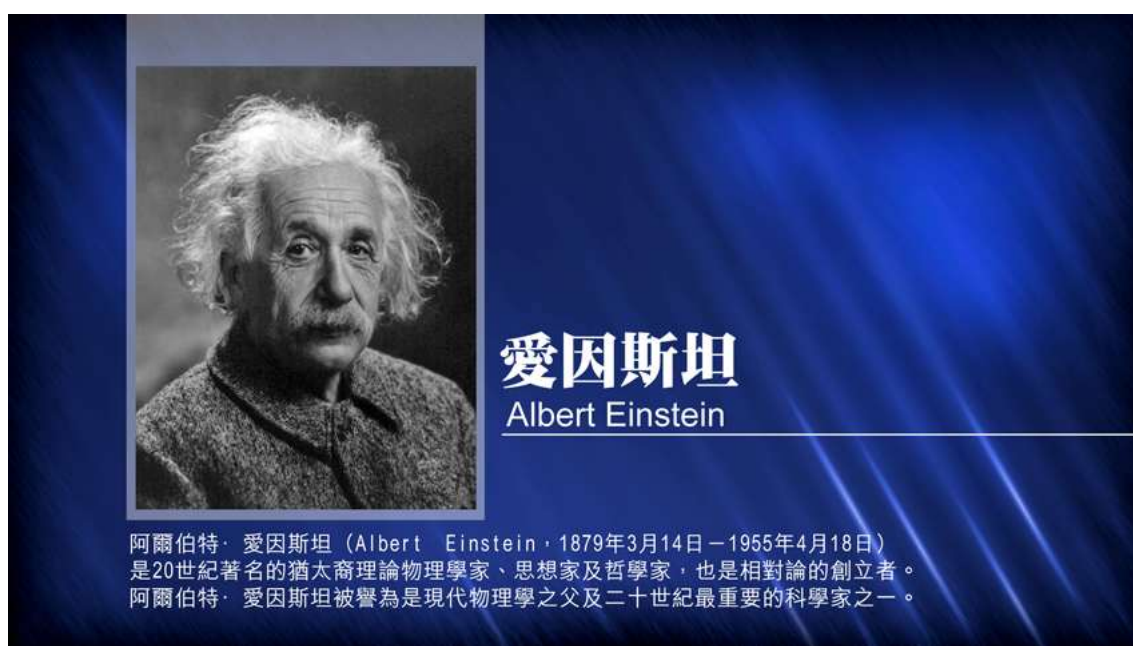 愛因斯坦
Albert Einstein
阿爾伯特·愛因斯坦（Albert Einstein，1879年3月14日－1955年4月18日）
是20世紀著名的猶太裔理論物理學家、思想家及哲學家，也是相對論的創立者。
阿爾伯特·愛因斯坦被譽為是現代物理學之父及二十世紀最重要的科學家之一。